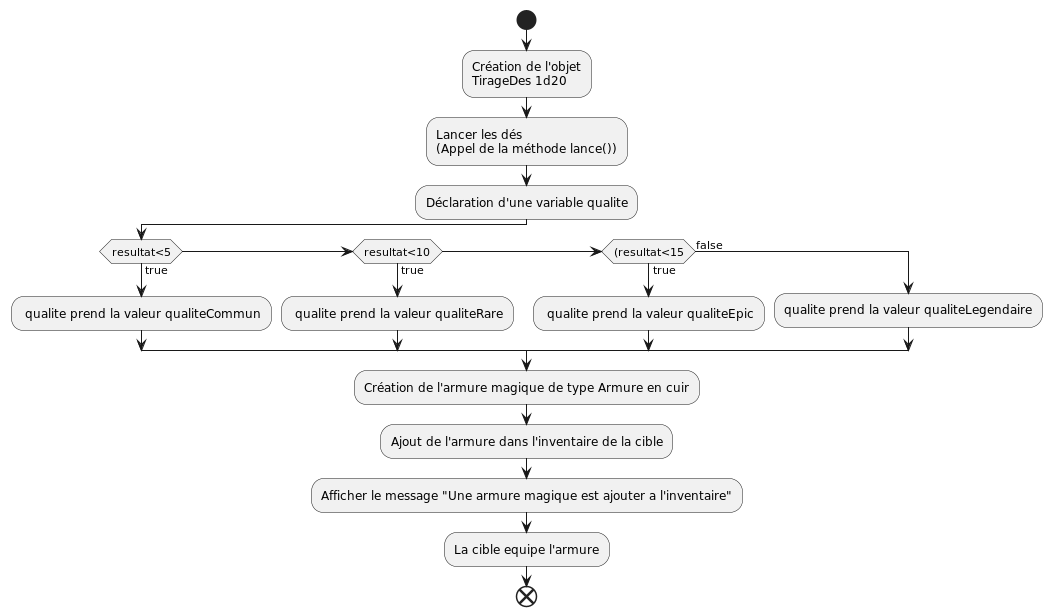 Création de l'objet
TirageDes 1d20
Lancer les dés
(Appel de la méthode lance())
Déclaration d'une variable qualite
resultat<5
true
qualite prend la valeur qualiteCommun
resultat<10
true
qualite prend la valeur qualiteRare
(resultat<15
true
qualite prend la valeur qualiteEpic
false
qualite prend la valeur qualiteLegendaire
Création de l'armure magique de type Armure en cuir
Ajout de l'armure dans l'inventaire de la cible
Afficher le message "Une armure magique est ajouter a l'inventaire"
La cible equipe l'armure